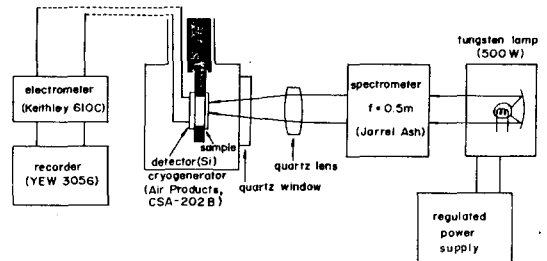 electrometer
(Keithley 610C)
recorder
(YEW 3056)
sample
detector(Si)
cryogenerator
(Air Products,
CSA-202B)
quartz window
quartz lens
spectrometer
f = 0.5m
(Jarrel Ash)
tungsten lamp
(500W)
regulated
power
supply